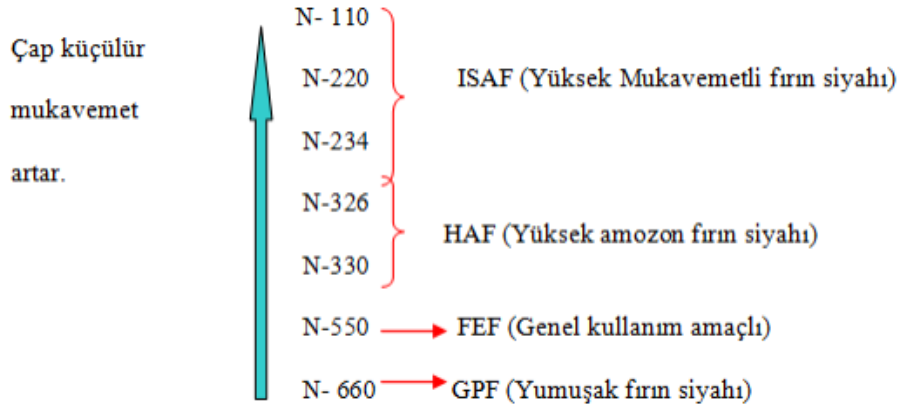 Çap küçülür
mukavemet
artar.
N- 110
N-220
N-234
N-326
N-330
N-550
N- 660
ISAF (Yüksek Mukavemetli fırın siyahı)
HAF (Yüksek amozon fırın siyahı)
FEF (Genel kullanım amaçlı)
GPF (Yumuşak fırın siyahı)